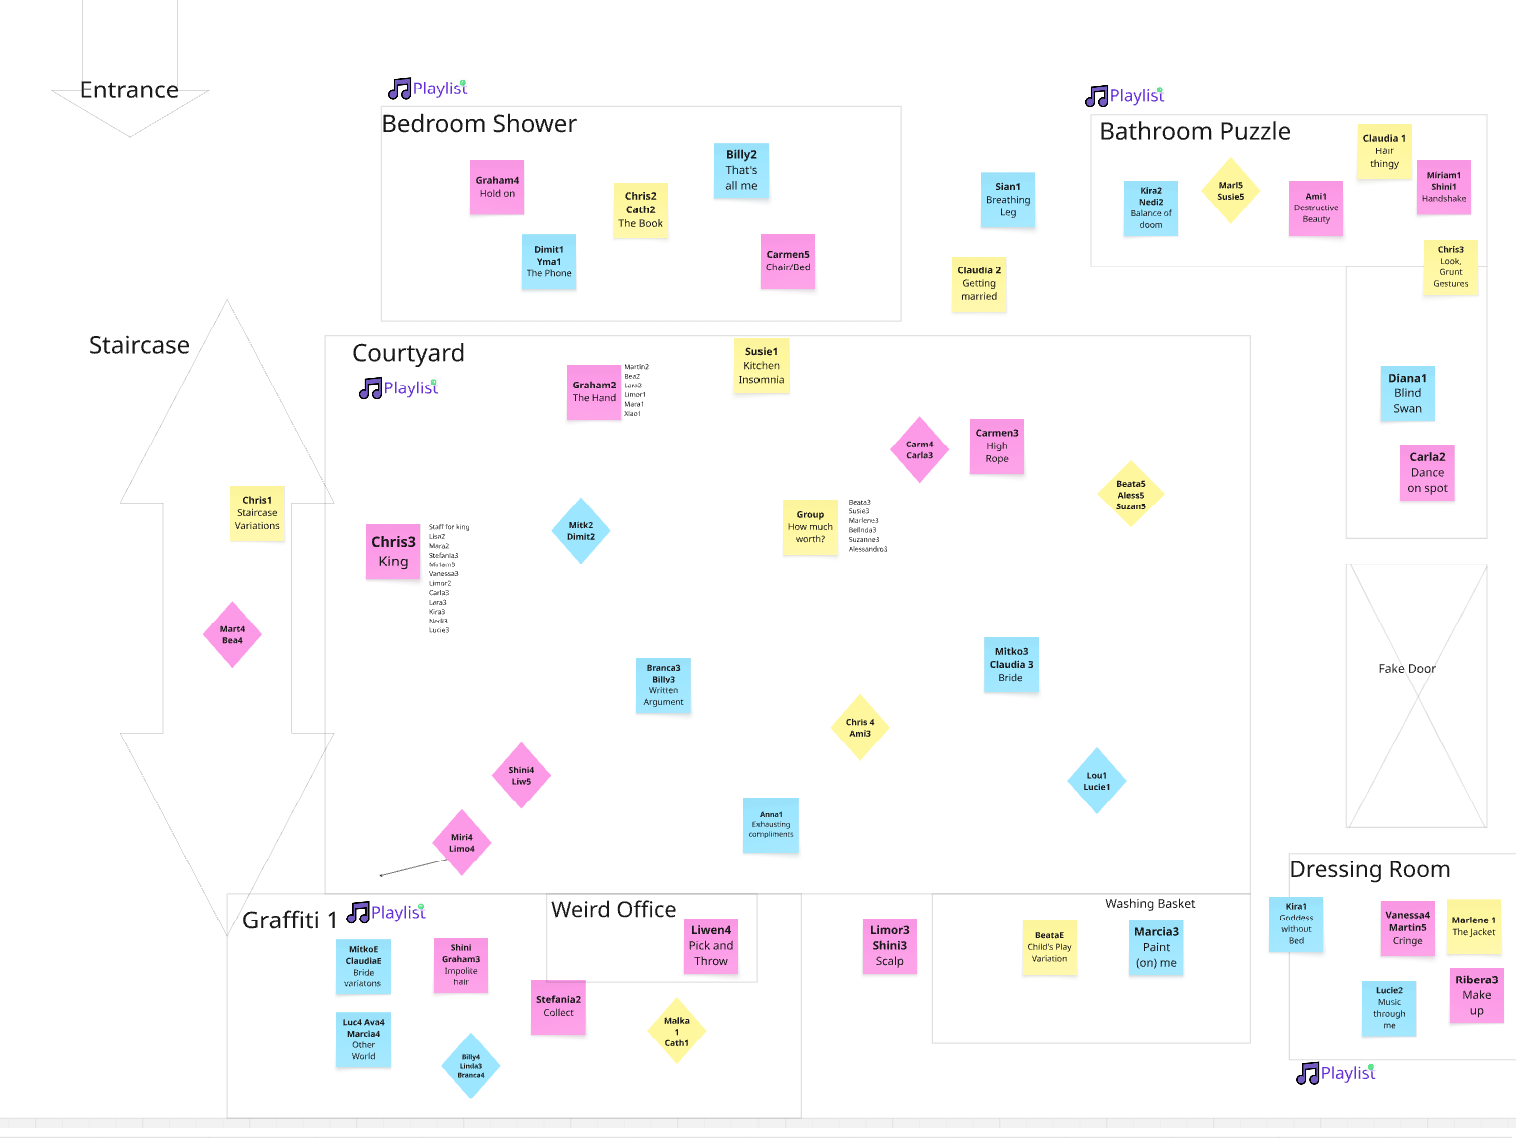 Entrance
Playlist
Bedroom Shower
Graham4
Hold on
Billy2
That's
all me
Chris2
Cath2
The Book
Dimit1
Yma1
The Phone
Carmen5
Chair/Bed
Sian1
Breathing
Leg
Claudia 2
Getting
married
Playlist
Bathroom Puzzle
Claudia 1
Hair
thingy
Kira2
Nedi2
Balance of
doom
Marl5
Susie5
Ami1
Destructive
Beauty
Miriam1
Shini1
Handshake
Chris3
Look,
Grunt
Gestures
Diana1
Blind
Swan
Carla2
Dance
on spot
Staircase
Chris1
Staircase
Variations
Mart4
Bea4
Courtyard
Playlist
Graham2
The Hand
Martin2
Bea2
Lara2
Limor1
Mara1
Xiao1
Susie1
Kitchen
Insomnia
Carm4
Carla3
Carmen3
High
Rope
Beata5
Aless5
Suzan5
Chris3
King
Staff for king
Lisa2
Mara2
Stefania3
Miriam3
Vanessa3
Limor2
Carla3
Lara3
Kira3
Nedi3
Lucie3
Mitk2
Dimit2
Group
How much
worth?
Beata3
Susie3
Marlene3
Belinda3
Suzanne3
Alessandro3
Branca3
Billy3
Written
Argument
Mitko3
Claudia 3
Bride
Chris 4
Ami3
Shini4
Liw5
Miri4
Limo4
Anna1
Exhausting
compliments
Lou1
Lucie1
Fake Door
Graffiti 1
Playlist
MitkoE
ClaudiaE
Bride
variatons
Shini
Graham3
Impolite
hair
Luc4 Ava4
Marcia4
Other
World
Billy4
Linda3
Branca4
Stefania2
Collect
Weird Office
Liwen4
Pick and
Throw
Malka
1
Cath1
Limor3
Shini3
Scalp
Washing Basket
BeataE
Child's Play
Variation
Marcia3
Paint
(on) me
Dressing Room
Kira1
Goddess
without
Bed
Vanessa4
Martin5
Cringe
Marlene 1
The Jacket
Lucie2
Music
through
me
Ribera3
Make
up
Playlist